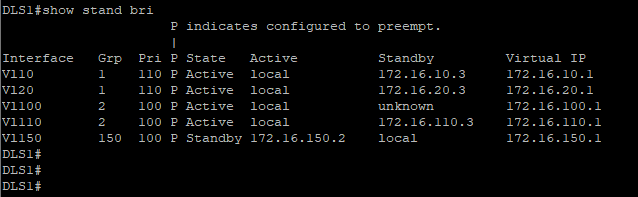 DLS1#show stand bri
                     P indicates configured to preempt.
                     |
Interface   Grp  Pri P State   Active          Standby         Virtual IP
Vl10        1    110 P Active  local           172.16.10.3     172.16.10.1
Vl20        1    110 P Active  local           172.16.20.3     172.16.20.1
Vl100       2    100 P Active  local           unknown         172.16.100.1
Vl110       2    100 P Active  local           172.16.110.3    172.16.110.1
Vl150       150  100 P Standby 172.16.150.2    local           172.16.150.1
DLS1#
DLS1#
DLS1#